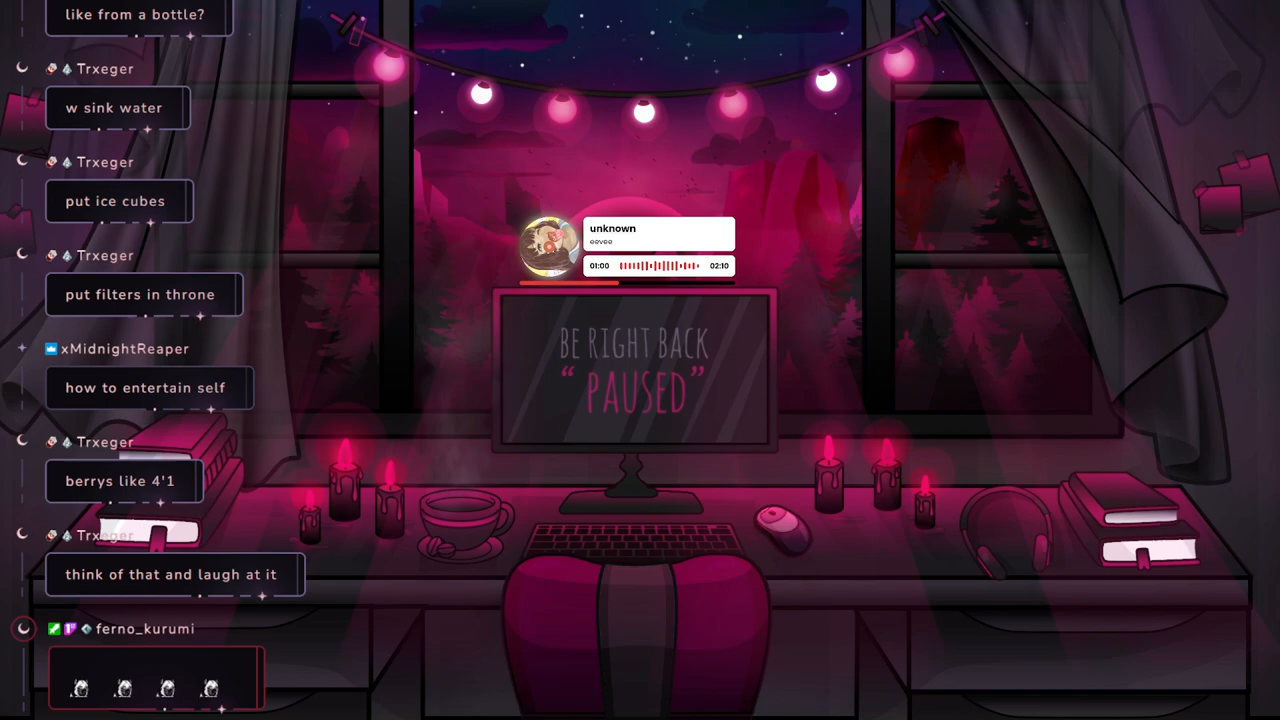 like from a bottle?
Trxeger
w sink water
Trxeger
put ice cubes
Trxeger
put filters in throne
xMidnightReaper
how to entertain self
Trxeger
berrys like 4'1
Trxeger
think of that and laugh at it
ferno_kurumi
unknown
eevee
01:00 02:10
BE RIGHT BACK
“ PAUSED”